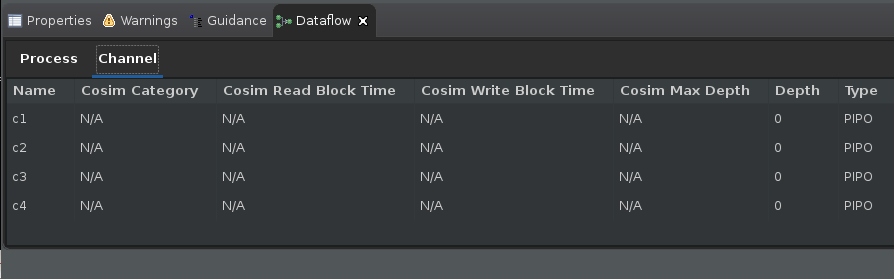 Properties Warnings Guidance Dataflow
Process Channel
Name Cosim Category Cosim Read Block Time Cosim Write Block Time Cosim Max Depth Depth Type
c1 N/A N/A N/A N/A 0 PIPO
c2 N/A N/A N/A N/A 0 PIPO
c3 N/A N/A N/A N/A 0 PIPO
c4 N/A N/A N/A N/A 0 PIPO